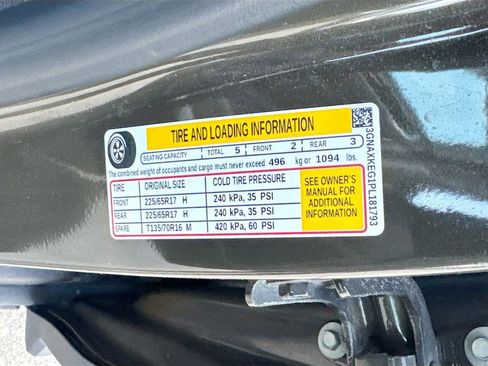 TIRE AND LOADING INFORMATION
SEATING CAPACITY TOTAL 5 FRONT 2 REAR 3
The combined weight of occupants and cargo must never exceed 496 kg or 1094 lbs.
TIRE ORIGINAL SIZE COLD TIRE PRESSURE
FRONT 225/65R17 H 240 kPa, 35 PSI
REAR 225/65R17 H 240 kPa, 35 PSI
SPARE T135/70R16 M 420 kPa, 60 PSI
SEE OWNER'S
MANUAL FOR
ADDITIONAL
INFORMATION
3GNAXKEG1PL181793